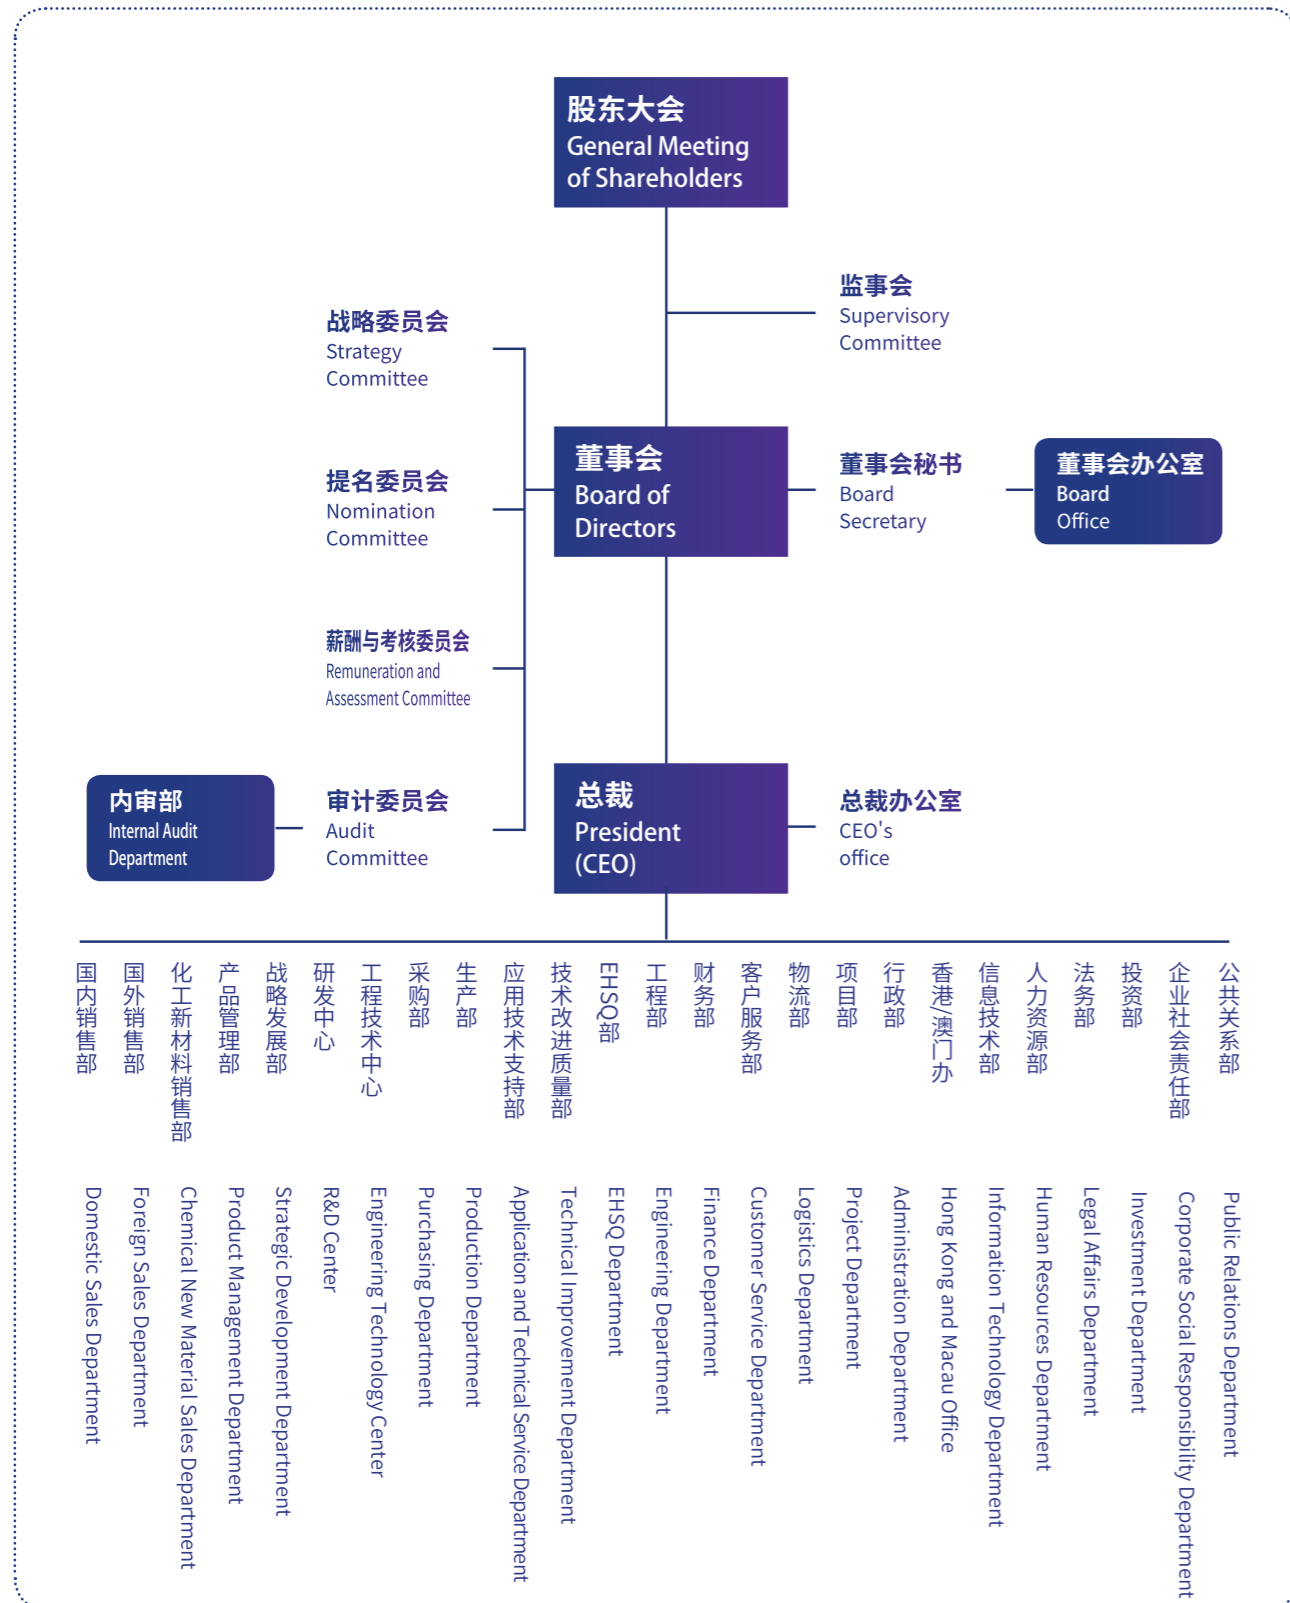 股东大会
General Meeting
of Shareholders
监事会
Supervisory
Committee
战略委员会
Strategy
Committee
董事会
Board of
Directors
董事会秘书
Board
Secretary
董事会办公室
Board
Office
提名委员会
Nomination
Committee
薪酬与考核委员会
Remuneration and
Assessment Committee
内审部
Internal Audit
Department
审计委员会
Audit
Committee
总裁
President
(CEO)
总裁办公室
CEO's
office
国内销售部
国外销售部
化工新材料销售部
产品管理部
战略发展部
研发中心
工程技术中心
采购部
生产部
应用技术支持部
技术改进质量部
EHSQ部
工程部
财务部
客户服务部
物流部
项目部
行政部
香港/澳门办
信息技术部
人力资源部
法务部
投资部
企业社会责任部
公共关系部
Domestic Sales Department
Foreign Sales Department
Chemical New Material Sales Department
Product Management Department
Strategic Development Department
R&D Center
Engineering Technology Center
Purchasing Department
Production Department
Application and Technical Service Department
Technical Improvement Department
EHSQ Department
Engineering Department
Finance Department
Customer Service Department
Logistics Department
Project Department
Administration Department
Hong Kong and Macau Office
Information Technology Department
Human Resources Department
Legal Affairs Department
Investment Department
Corporate Social Responsibility Department
Public Relations Department